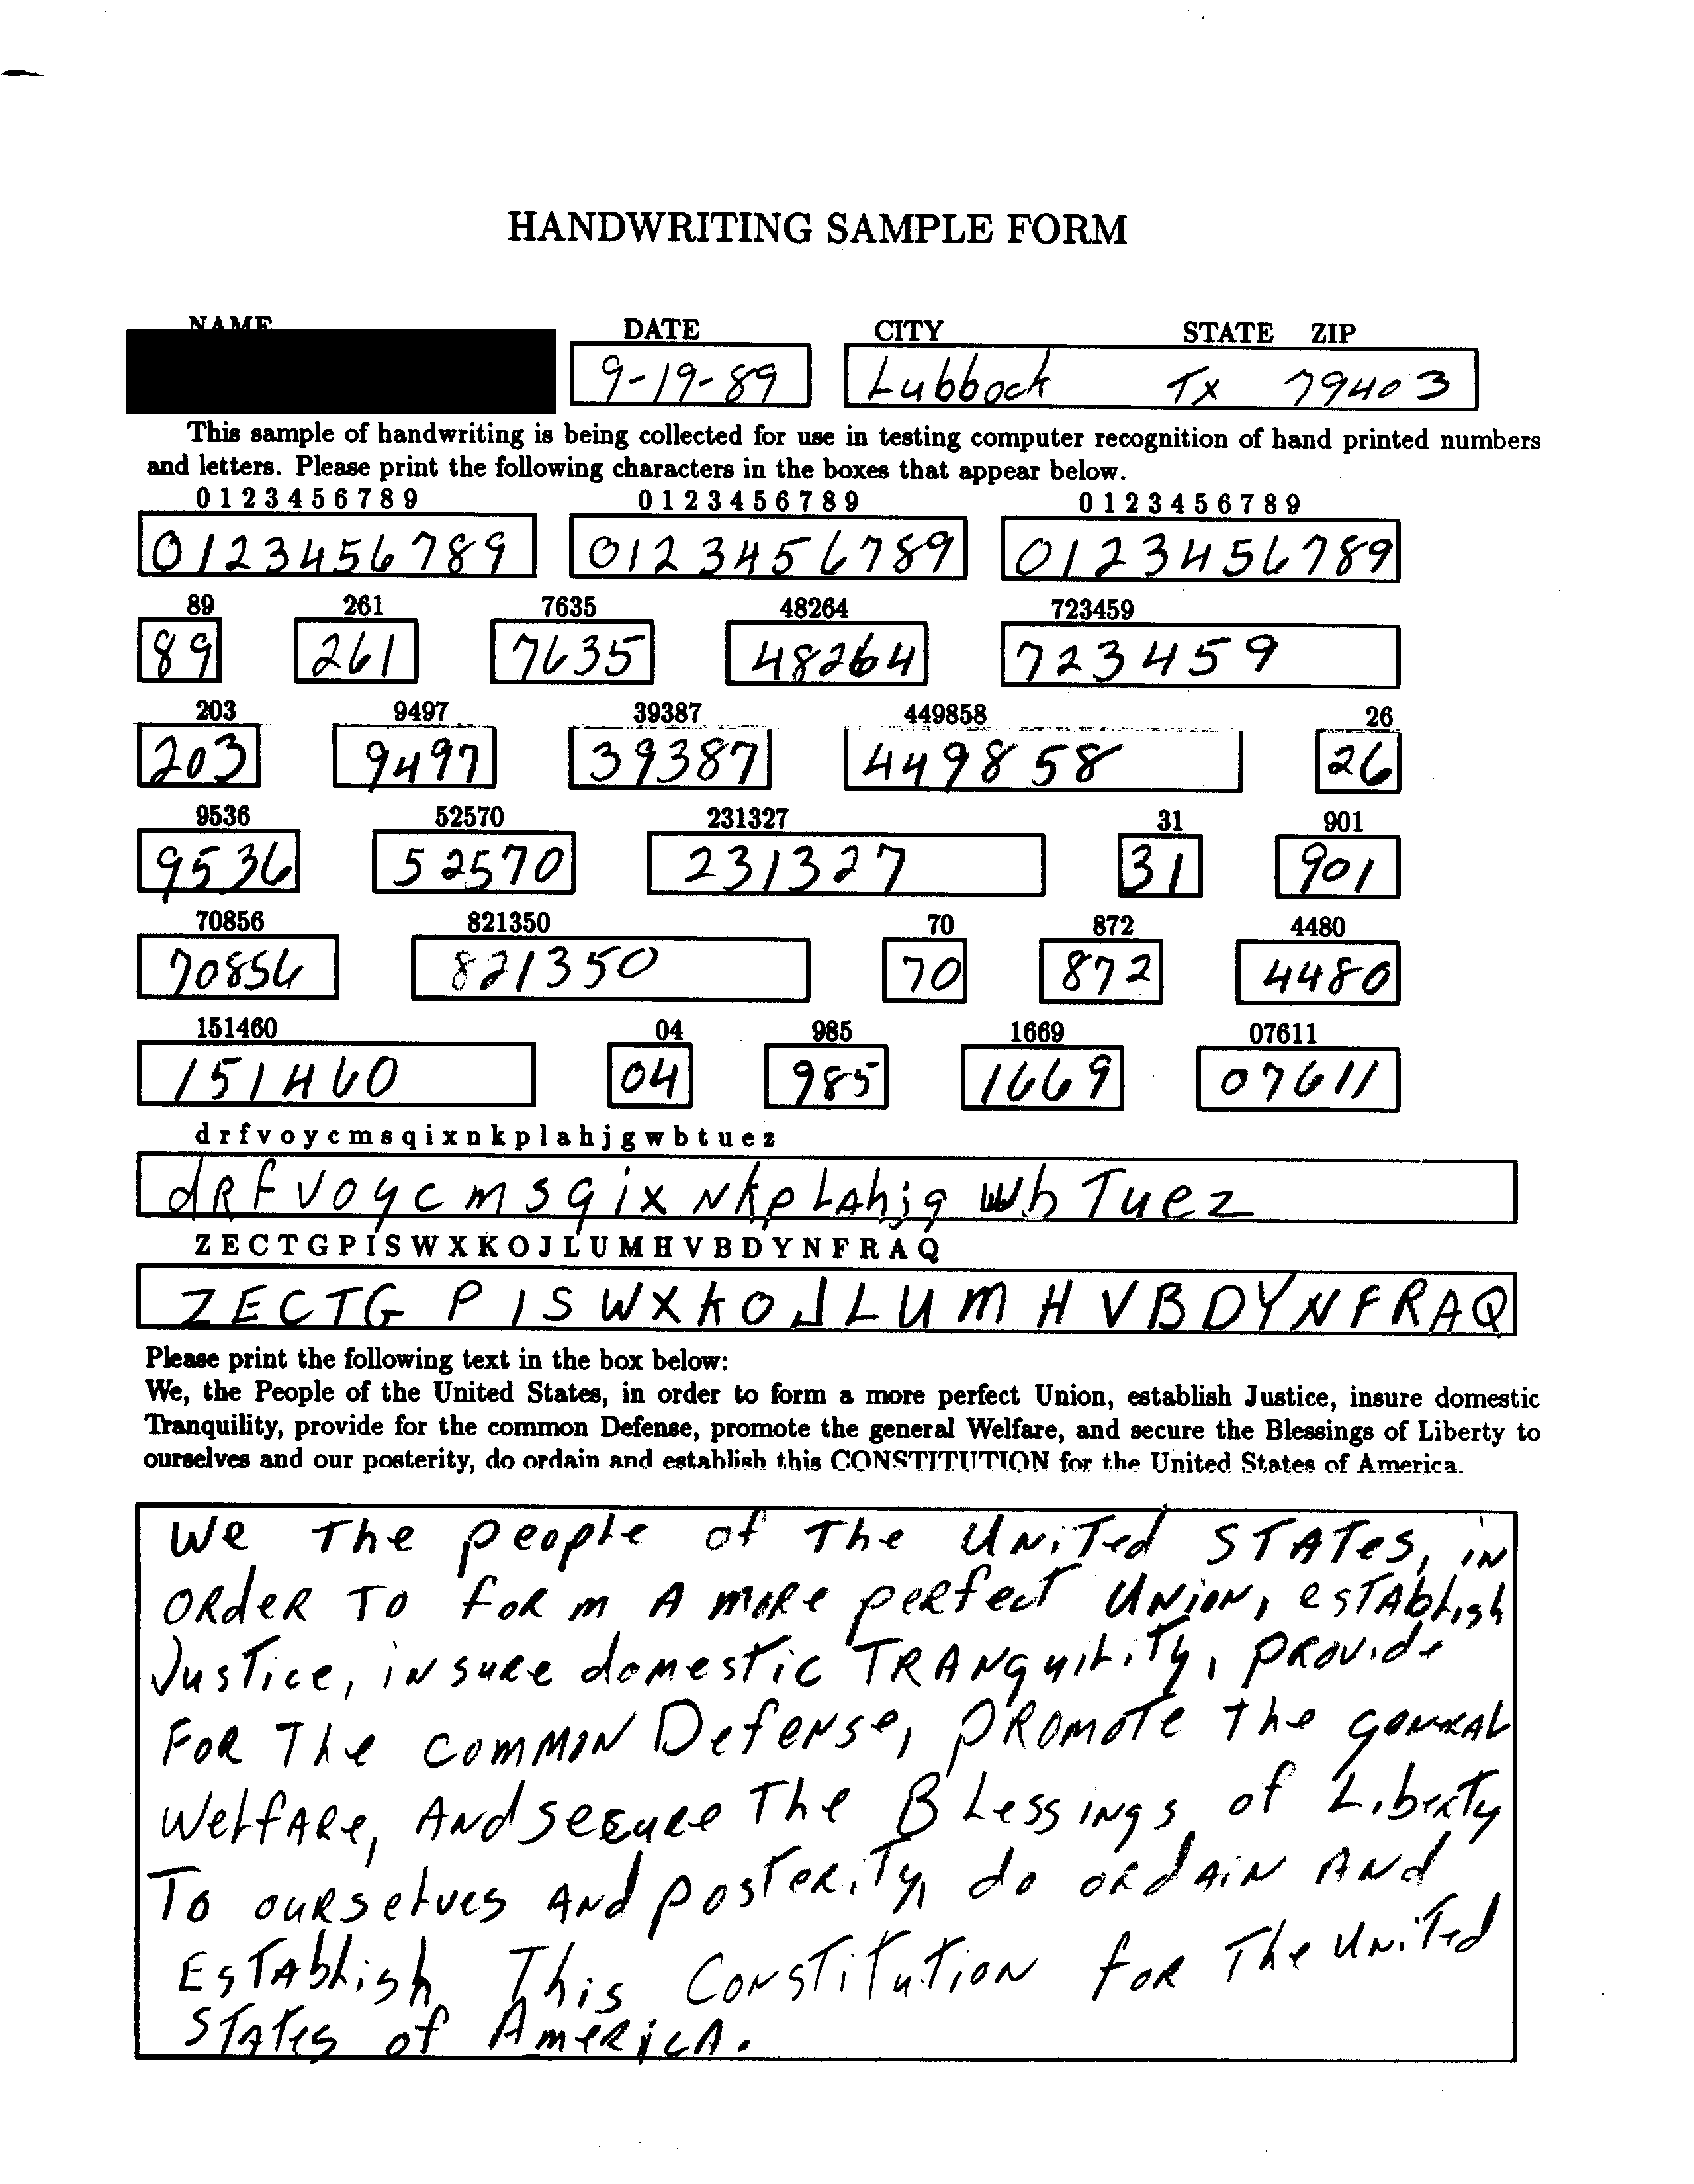 HANDWRITING SAMPLE FORM
NAME DATE CITY STATE ZIP
9-19-89 Lubbock TX 79403
This sample of handwriting is being collected for use in testing computer recognition of hand printed numbers
and letters. Please print the following characters in the boxes that appear below.
0 1 2 3 4 5 6 7 8 9 0 1 2 3 4 5 6 7 8 9 0 1 2 3 4 5 6 7 8 9
0123456789 0123456789 0123456789
89 261 7635 48264 723459
89 261 7635 48264 723459
203 9497 39387 449858 26
203 9497 39387 449858 26
9536 52570 231327 31 901
9536 52570 231327 31 901
70856 821350 70 872 4480
70856 821350 70 872 4480
151460 04 985 1669 07611
151460 04 985 1669 07611
d r f v o y c m s q i x n k p l a h j g w b t u e z
dRFVoycmsqix NkpLAhjg wb Tuez
Z E C T G P I S W X K O J L U M H V B D Y N F R A Q
ZECTG PISWXKOJLUMHVBDYNFRAQ
Please print the following text in the box below:
We, the People of the United States, in order to form a more perfect Union, establish Justice, insure domestic
Tranquility, provide for the common Defense, promote the general Welfare, and secure the Blessings of Liberty to
ourselves and our posterity, do ordain and establish this CONSTITUTION for the United States of America.
We The people of The UNiTed STATes, iN
ORdeR TO foRm A moRe peRfecT UNioN, esTAbLish
JusTice, iNsuRe domesTic TRANquiLiTy, pRovide
FoR The commoN DefeNse, pRomoTe the geNeRAL
WeLfARe, ANd secuRe The BLessiNgs of LibeRTy
To ouRseLves ANd posTeRiTy, do oRdAiN ANd
EsTAbLish This CoNsTiTuTioN foR The UNiTed
STATes of AmeRicA.